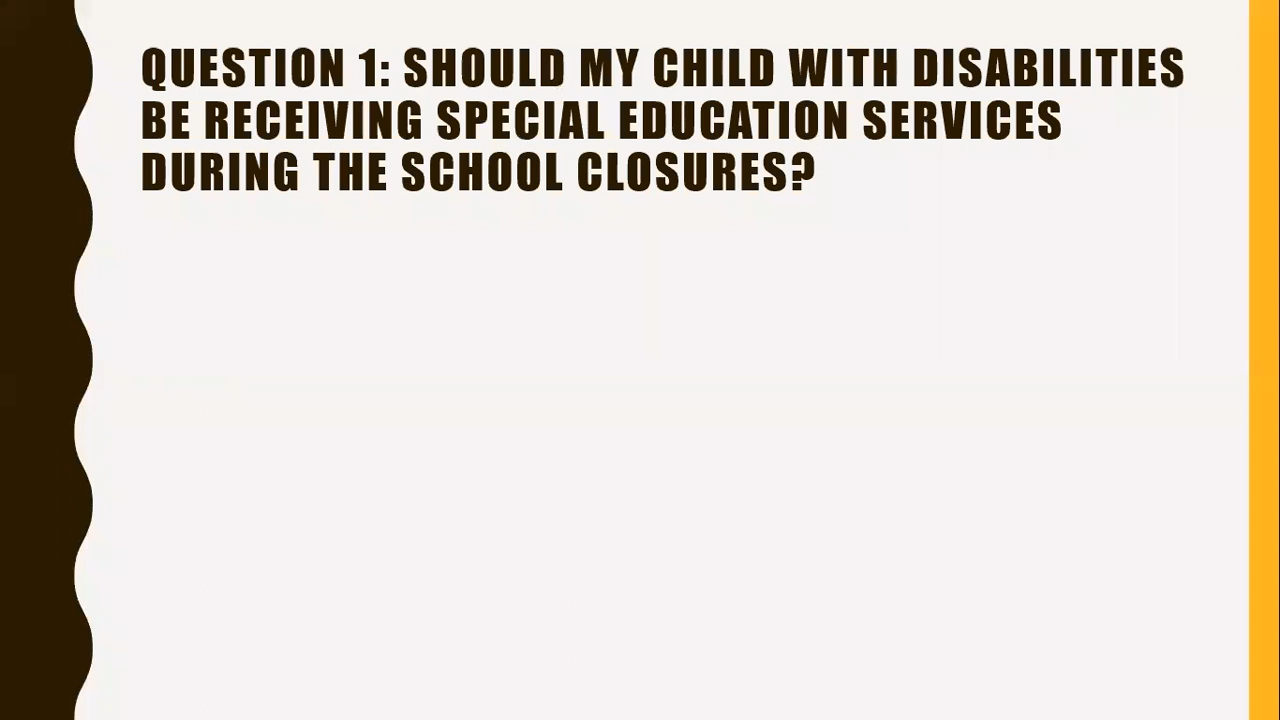 QUESTION 1: SHOULD MY CHILD WITH DISABILITIES
BE RECEIVING SPECIAL EDUCATION SERVICES
DURING THE SCHOOL CLOSURES?